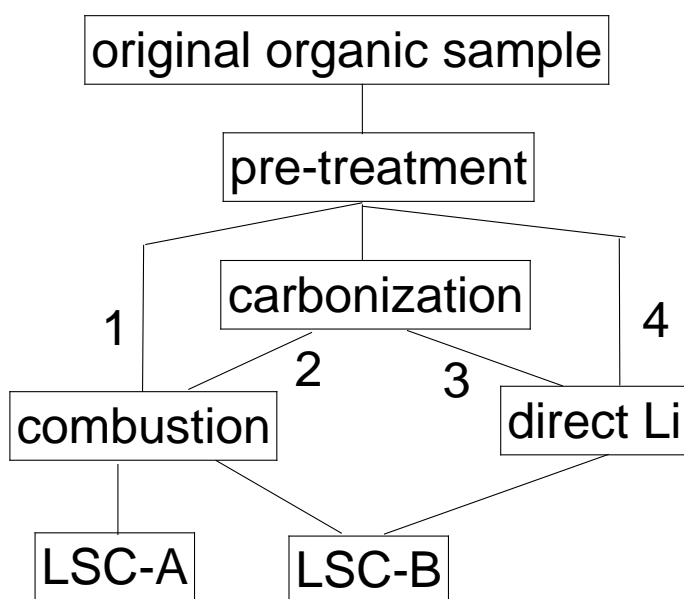 original organic sample
pre-treatment
carbonization
1
4
2
3
combustion
direct Li
LSC-A
LSC-B